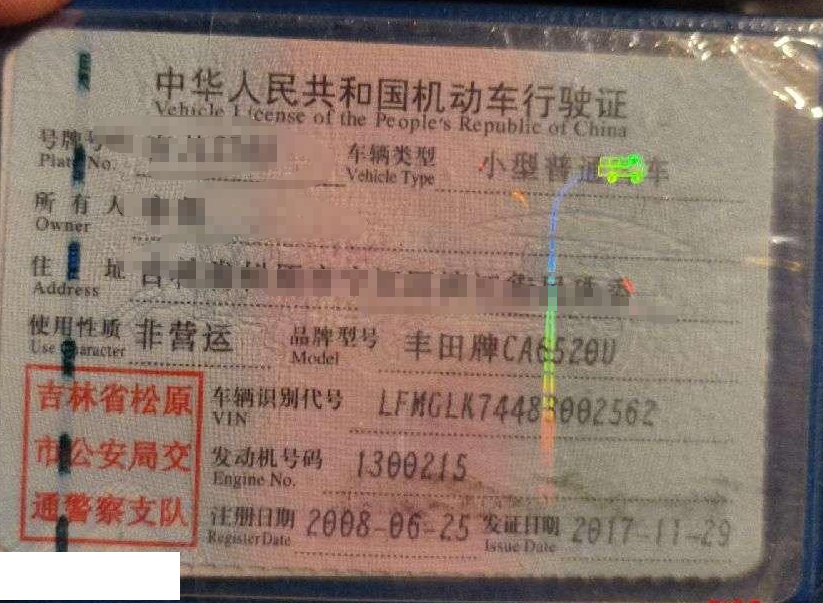 中华人民共和国机动车行驶证
Vehicle License of the People's Republic of China
号牌号 车辆类型 小型普通客车
Plate No. Vehicle Type
所有人
Owner
住址
Address
使用性质 非营运 品牌型号 丰田牌CA6520U
Use Character Model
吉林省松原
市公安局交
通警察支队
车辆识别代号 LFMGLK74483002562
VIN
发动机号码 1300215
Engine No.
注册日期 2008-06-25 发证日期 2017-11-29
Register Date Issue Date